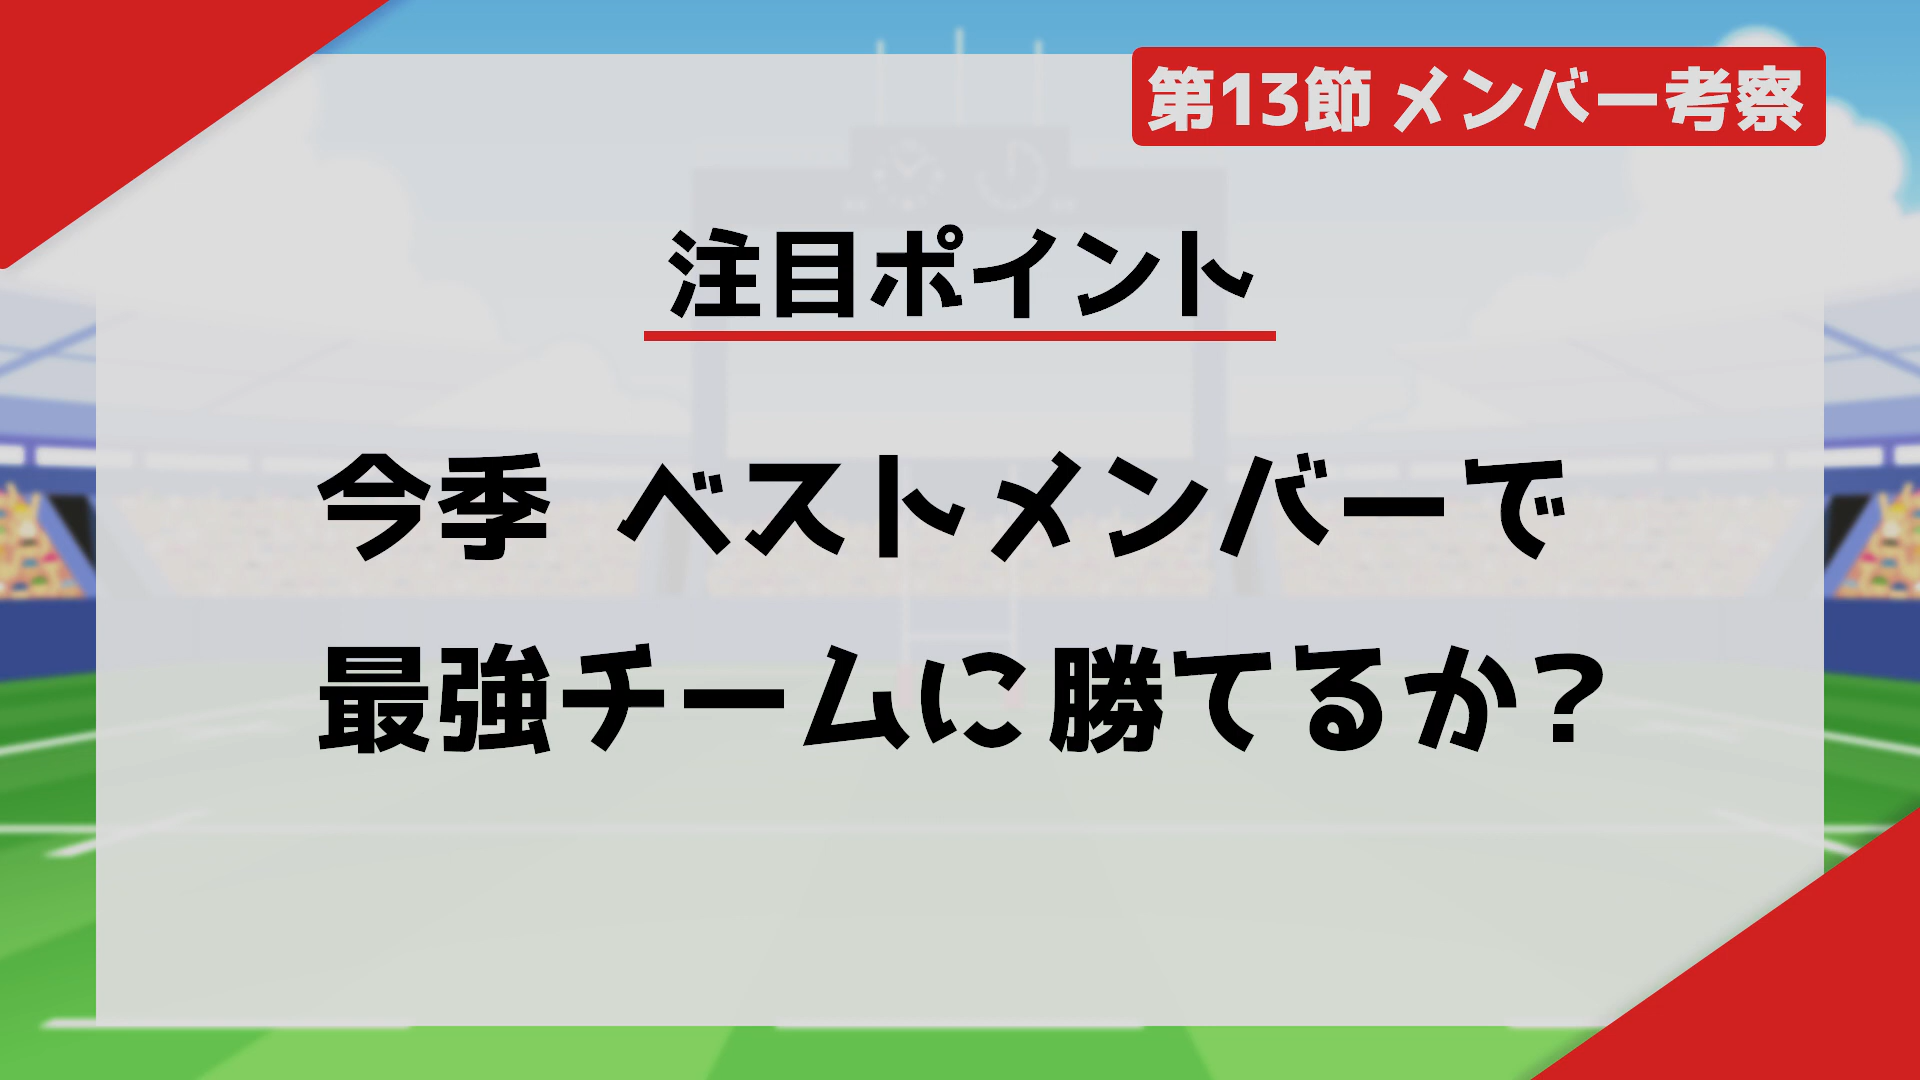 第13節 メンバー考察
注目ポイント
今季 ベストメンバーで
最強チームに勝てるか？